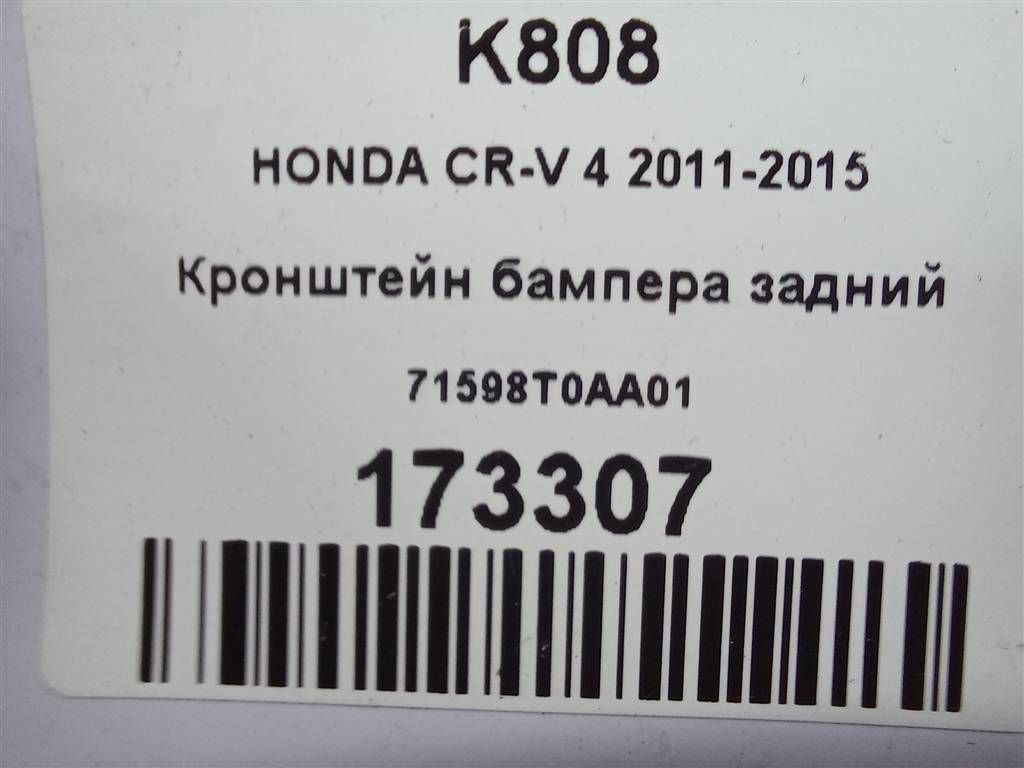 K808
HONDA CR-V 4 2011-2015
Кронштейн бампера задний
71598T0AA01
173307